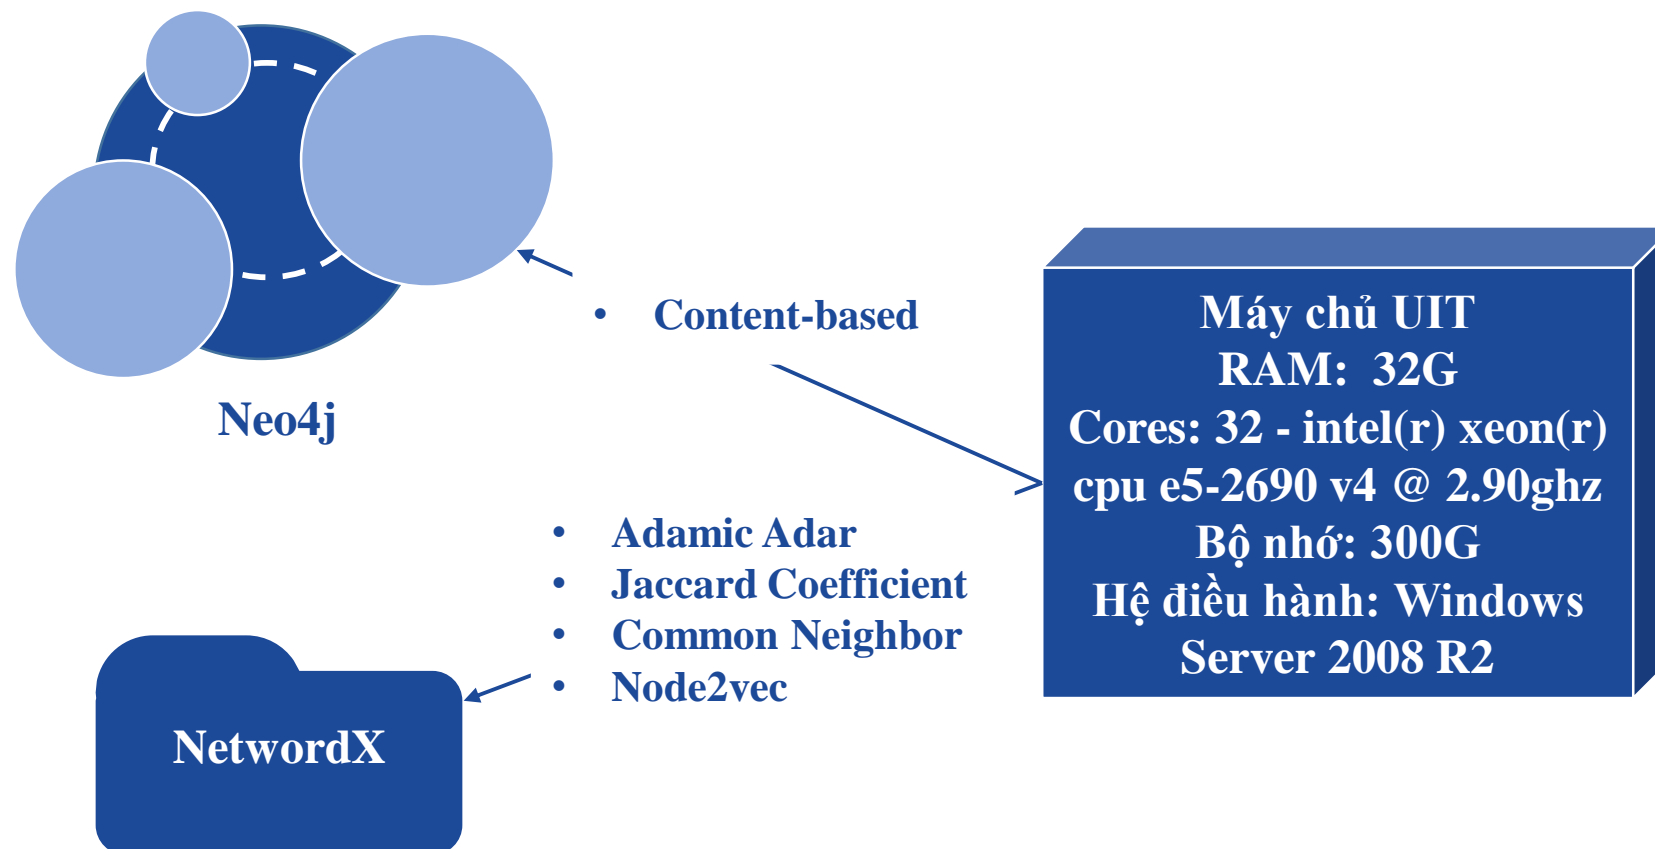 Neo4j
• Content-based
• Adamic Adar
• Jaccard Coefficient
• Common Neighbor
• Node2vec
NetwordX
Máy chủ UIT
RAM: 32G
Cores: 32 - intel(r) xeon(r)
cpu e5-2690 v4 @ 2.90ghz
Bộ nhớ: 300G
Hệ điều hành: Windows
Server 2008 R2